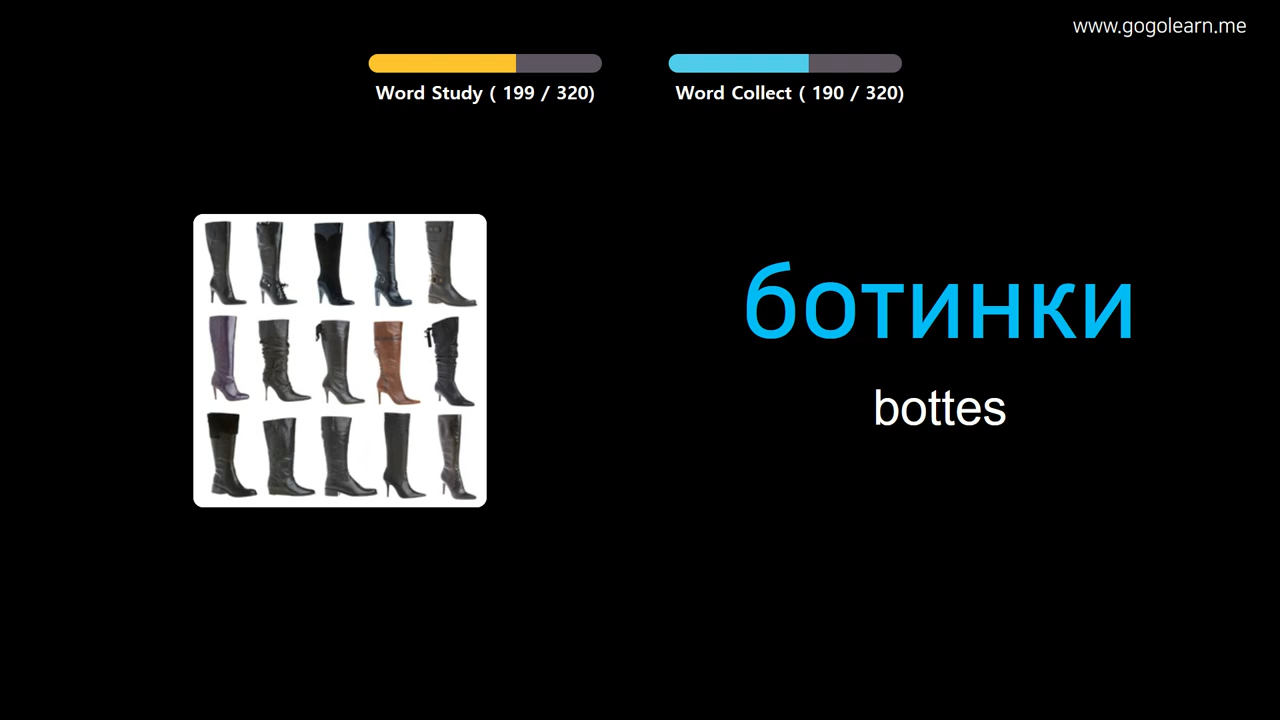 www.gogolearn.me
Word Study ( 199 / 320)
Word Collect ( 190 / 320)
ботинки
bottes